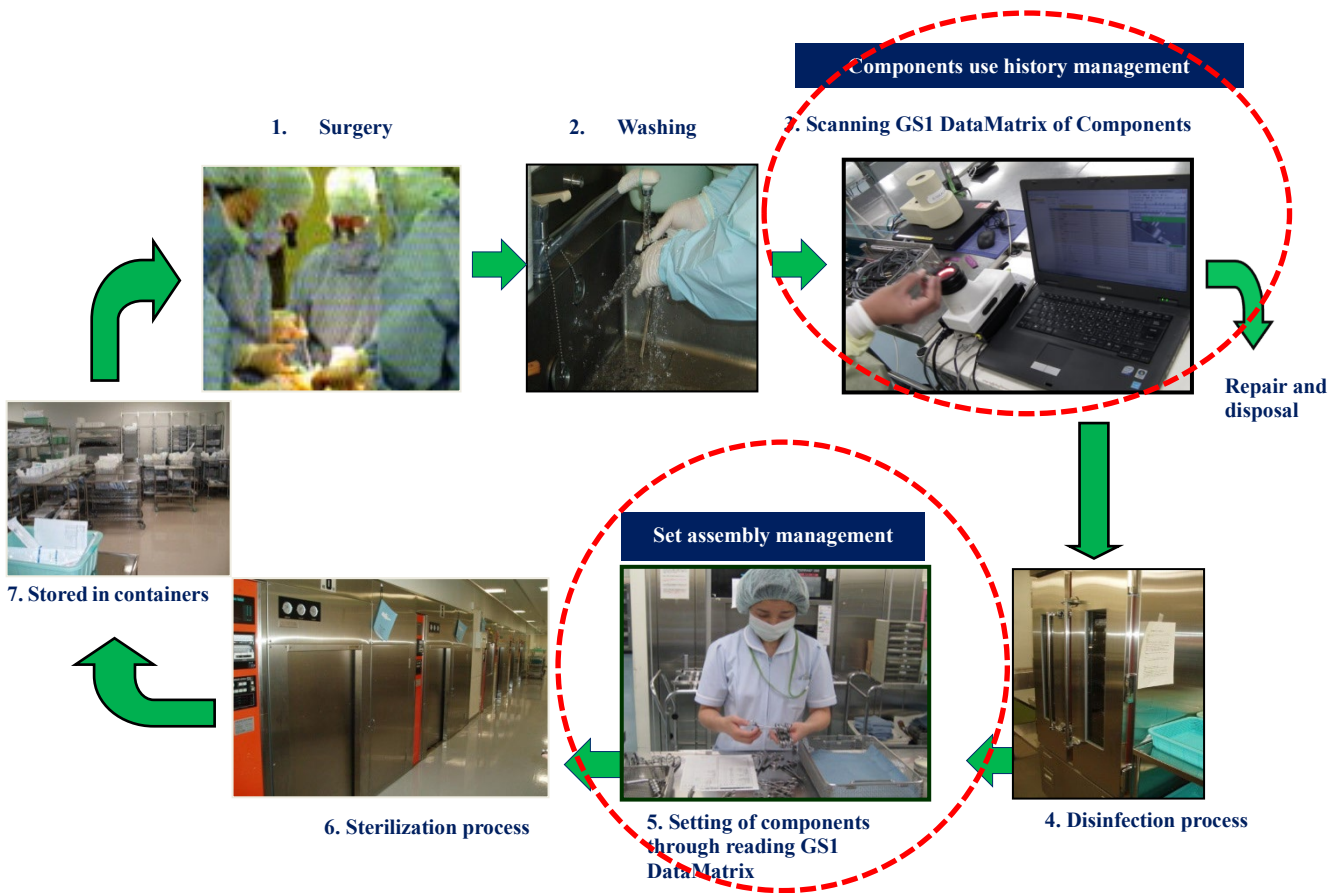 Components use history management
1. Surgery
2. Washing
3. Scanning GS1 DataMatrix of Components
Repair and
disposal
Set assembly management
7. Stored in containers
6. Sterilization process
5. Setting of components
through reading GS1
DataMatrix
4. Disinfection process